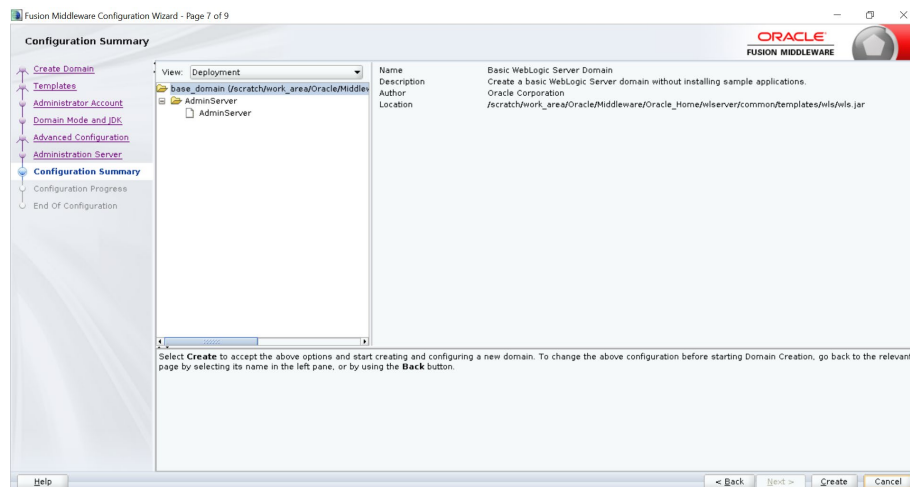 Fusion Middleware Configuration Wizard - Page 7 of 9
Configuration Summary
ORACLE
FUSION MIDDLEWARE
Create Domain
Templates
Administrator Account
Domain Mode and JDK
Advanced Configuration
Administration Server
Configuration Summary
Configuration Progress
End Of Configuration
View: Deployment
base_domain (/scratch/work_area/Oracle/Middlew
AdminServer
AdminServer
Name Basic WebLogic Server Domain
Description Create a basic WebLogic Server domain without installing sample applications.
Author Oracle Corporation
Location /scratch/work_area/Oracle/Middleware/Oracle_Home/wlserver/common/templates/wls/wls.jar
Select Create to accept the above options and start creating and configuring a new domain. To change the above configuration before starting Domain Creation, go back to the relevant
page by selecting its name in the left pane, or by using the Back button.
Help
< Back Next > Create Cancel